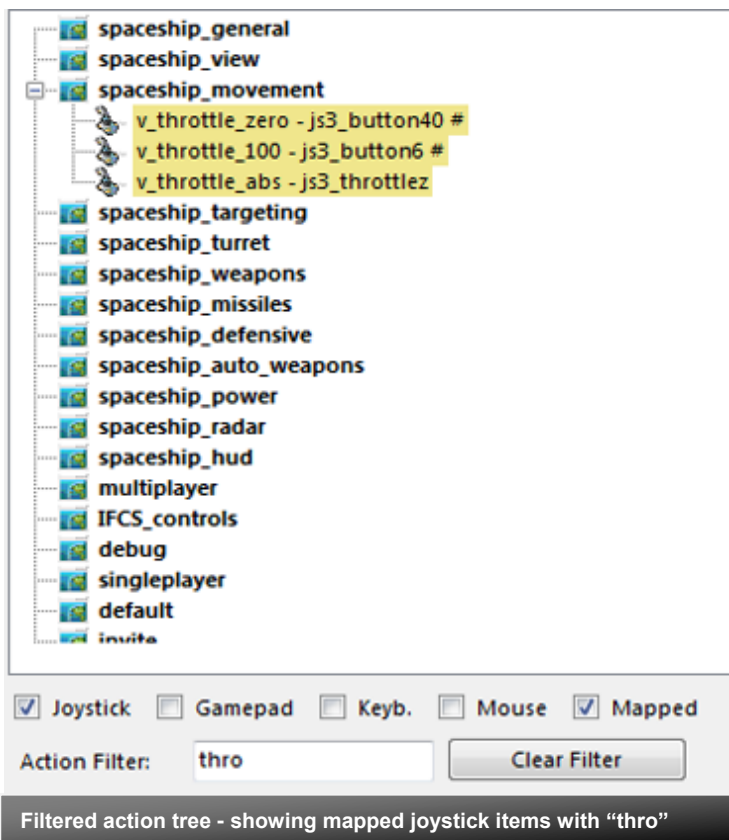 spaceship_general
spaceship_view
spaceship_movement
v_throttle_zero - js3_button40 #
v_throttle_100 - js3_button6 #
v_throttle_abs - js3_throttlez
spaceship_targeting
spaceship_turret
spaceship_weapons
spaceship_missiles
spaceship_defensive
spaceship_auto_weapons
spaceship_power
spaceship_radar
spaceship_hud
multiplayer
IFCS_controls
debug
singleplayer
default
invite
Joystick Gamepad Keyb. Mouse Mapped
Action Filter: thro Clear Filter
Filtered action tree - showing mapped joystick items with “thro”